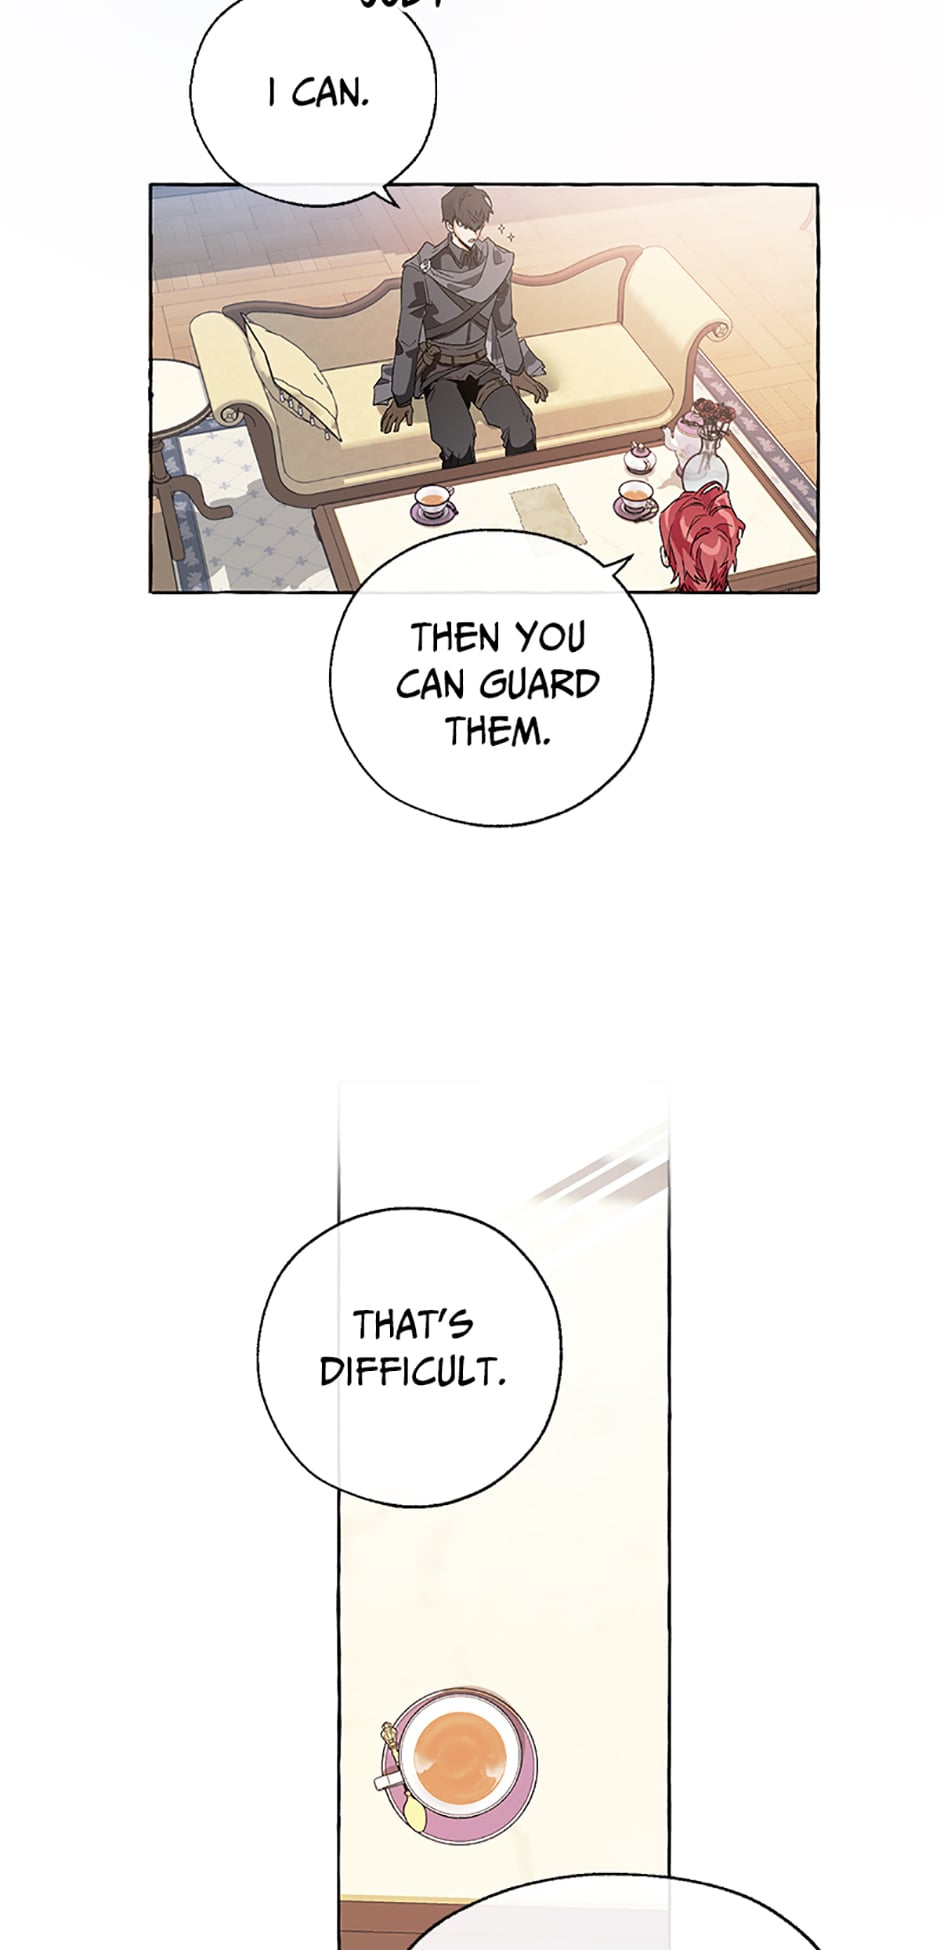 I CAN.
THEN YOU
CAN GUARD
THEM.
THAT'S
DIFFICULT.